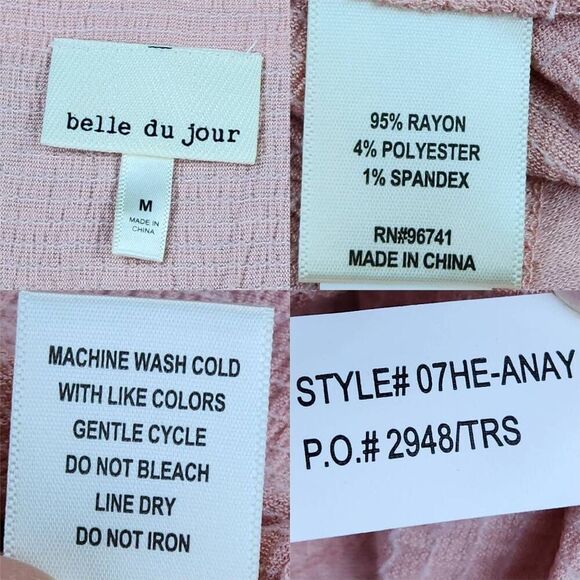 belle du jour
M
MADE IN
CHINA
95% RAYON
4% POLYESTER
1% SPANDEX
RN#96741
MADE IN CHINA
MACHINE WASH COLD
WITH LIKE COLORS
GENTLE CYCLE
DO NOT BLEACH
LINE DRY
DO NOT IRON
STYLE# 07HE-ANAY
P.O.# 2948/TRS